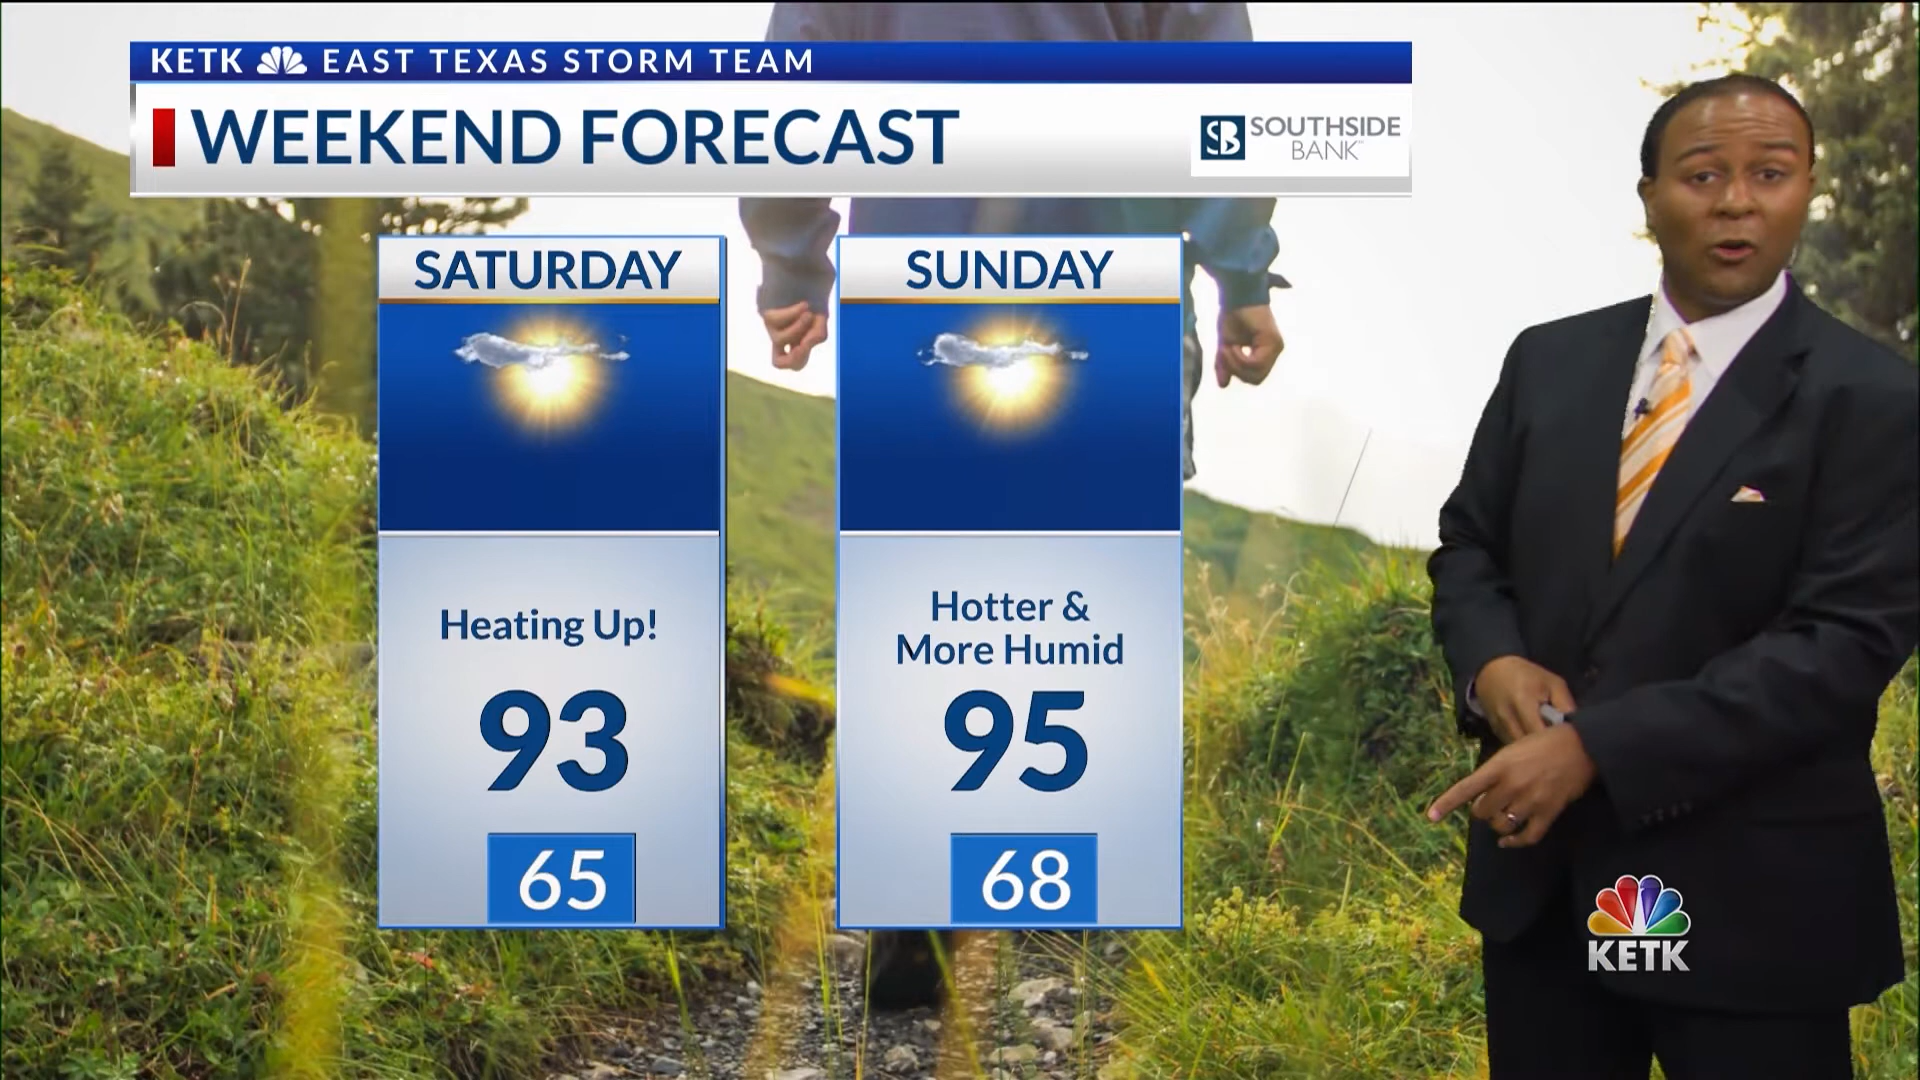 KETK EAST TEXAS STORM TEAM
WEEKEND FORECAST
SB SOUTHSIDE
BANK
SATURDAY
Heating Up!
93
65
SUNDAY
Hotter &
More Humid
95
68
KETK